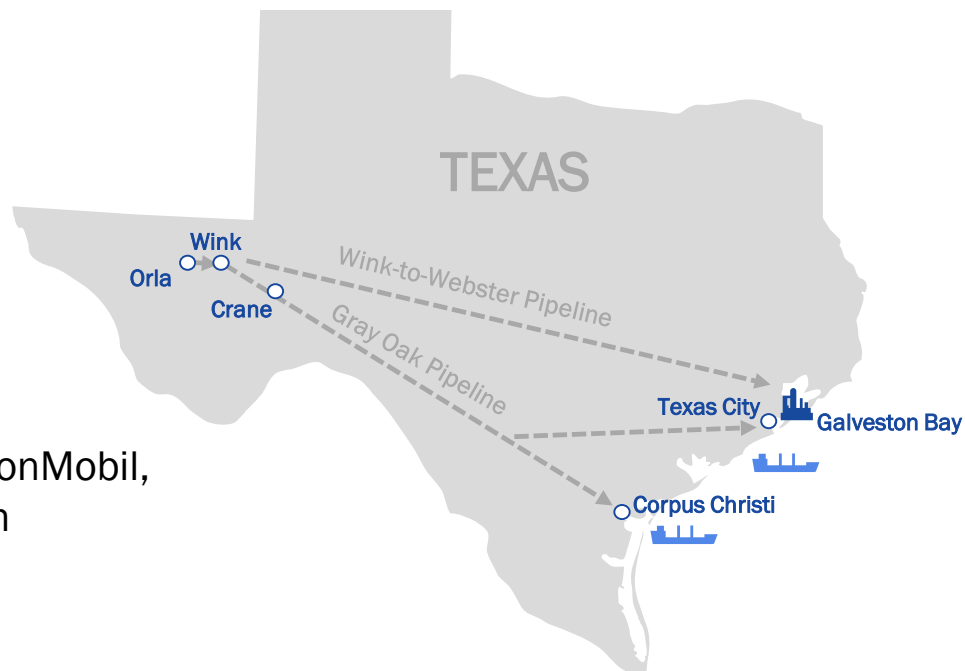 TEXAS
Wink
Orla
Crane
Wink-to-Webster Pipeline
Gray Oak Pipeline
Texas City
Galveston Bay
onMobil,
Corpus Christi